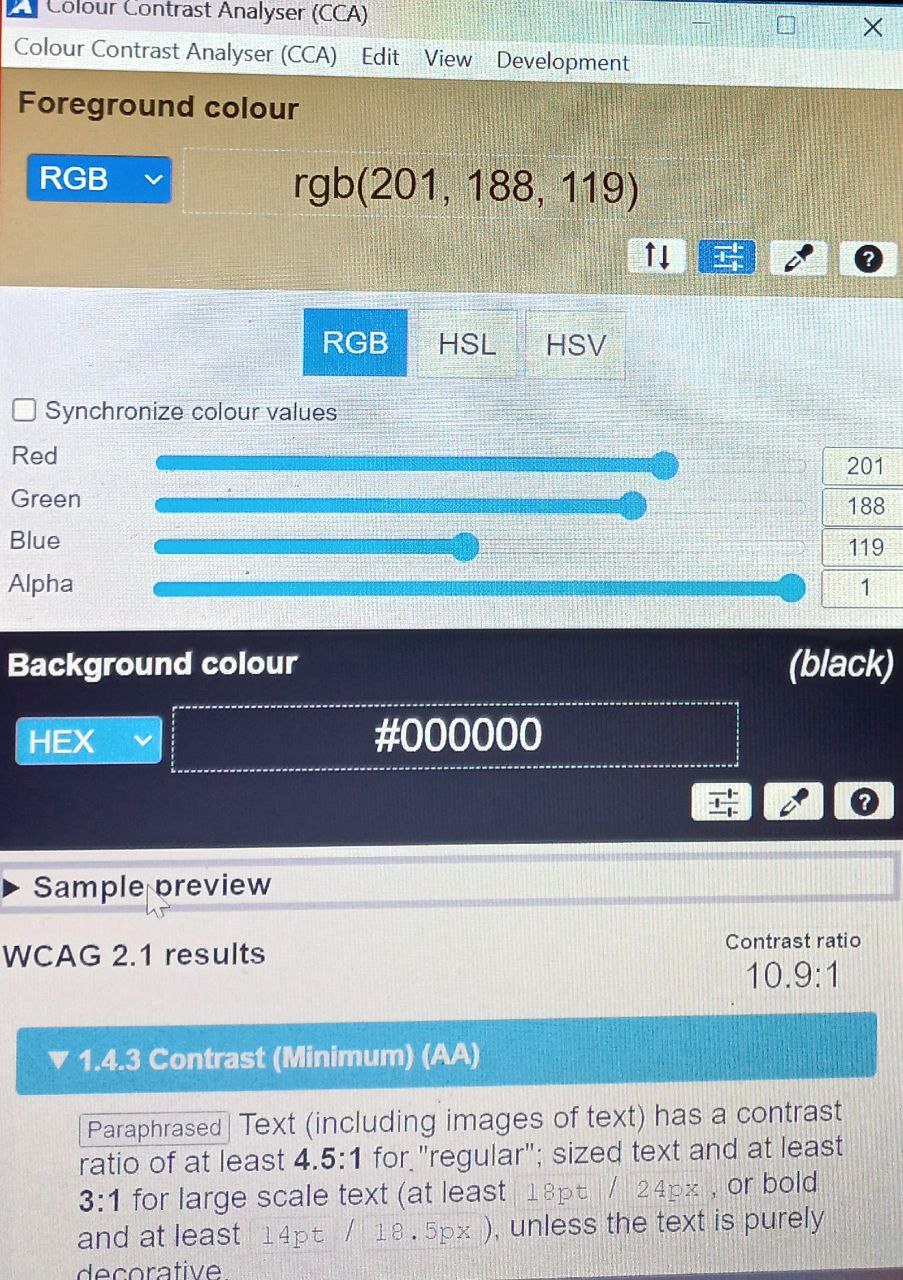 Colour Contrast Analyser (CCA)
Colour Contrast Analyser (CCA) Edit View Development
Foreground colour
RGB rgb(201, 188, 119)
RGB HSL HSV
Synchronize colour values
Red 201
Green 188
Blue 119
Alpha 1
Background colour (black)
HEX #000000
Sample preview
WCAG 2.1 results
Contrast ratio
10.9:1
1.4.3 Contrast (Minimum) (AA)
Paraphrased Text (including images of text) has a contrast
ratio of at least 4.5:1 for "regular"; sized text and at least
3:1 for large scale text (at least 18pt / 24px, or bold
and at least 14pt / 18.5px), unless the text is purely
decorative.